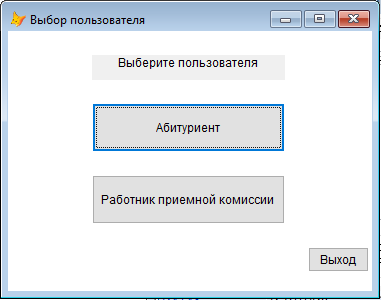 Выбор пользователя
Выберите пользователя
Абитуриент
Работник приемной комиссии
Выход